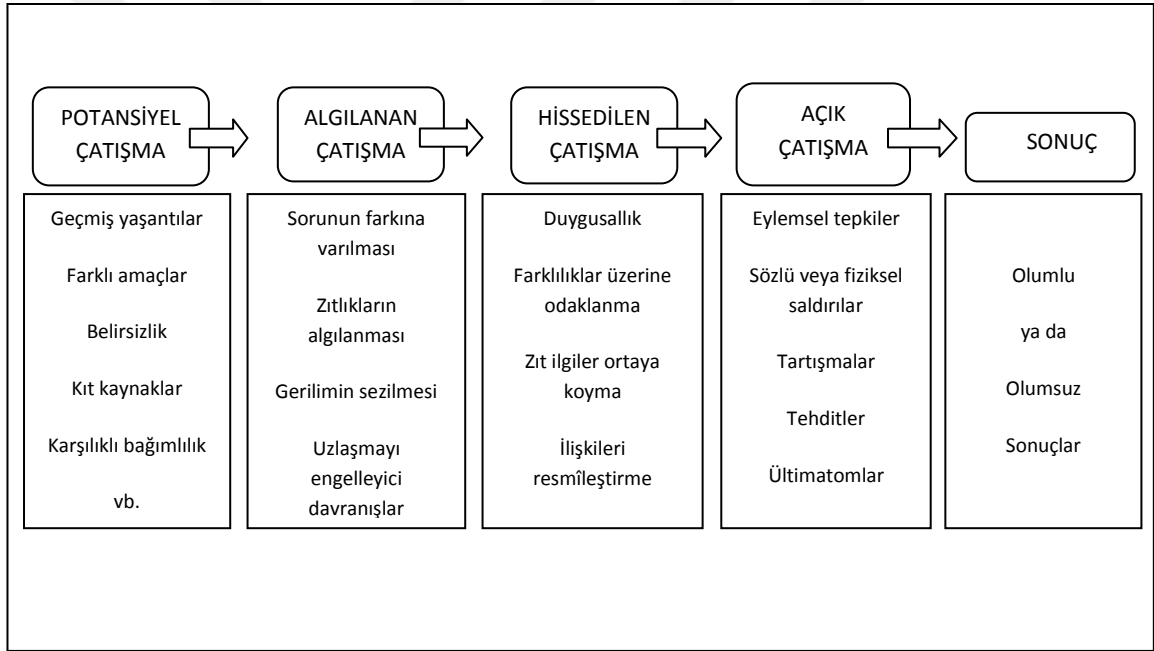 POTANSİYEL
ÇATIŞMA
ALGILANAN
ÇATIŞMA
HİSSEDİLEN
ÇATIŞMA
AÇIK
ÇATIŞMA
SONUÇ
Geçmiş yaşantılar
Farklı amaçlar
Belirsizlik
Kıt kaynaklar
Karşılıklı bağımlılık
vb.
Sorunun farkına
varılması
Zıtlıkların
algılanması
Gerilimin sezilmesi
Uzlaşmayı
engelleyici
davranışlar
Duygusallık
Farklılıklar üzerine
odaklanma
Zıt ilgiler ortaya
koyma
İlişkileri
resmîleştirme
Eylemsel tepkiler
Sözlü veya fiziksel
saldırılar
Tartışmalar
Tehditler
Ültimatomlar
Olumlu
ya da
Olumsuz
Sonuçlar